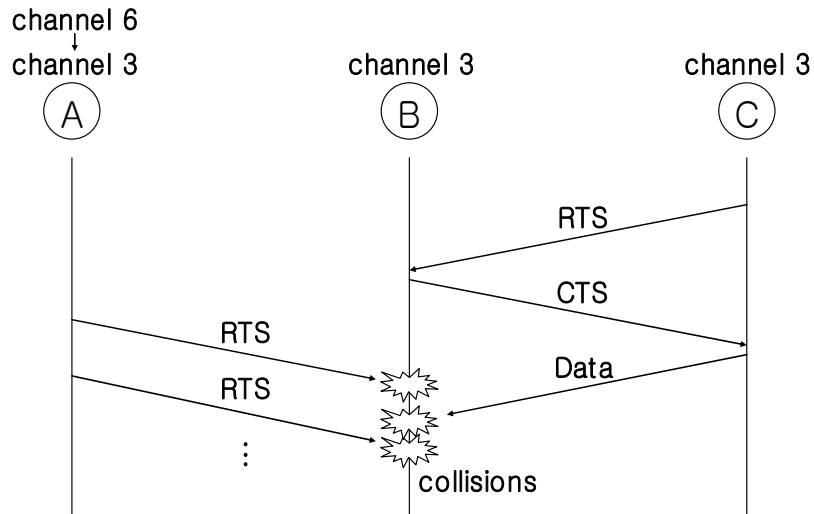 channel 6
channel 3
channel 3
channel 3
A
B
C
RTS
CTS
RTS
Data
RTS
⋮
collisions